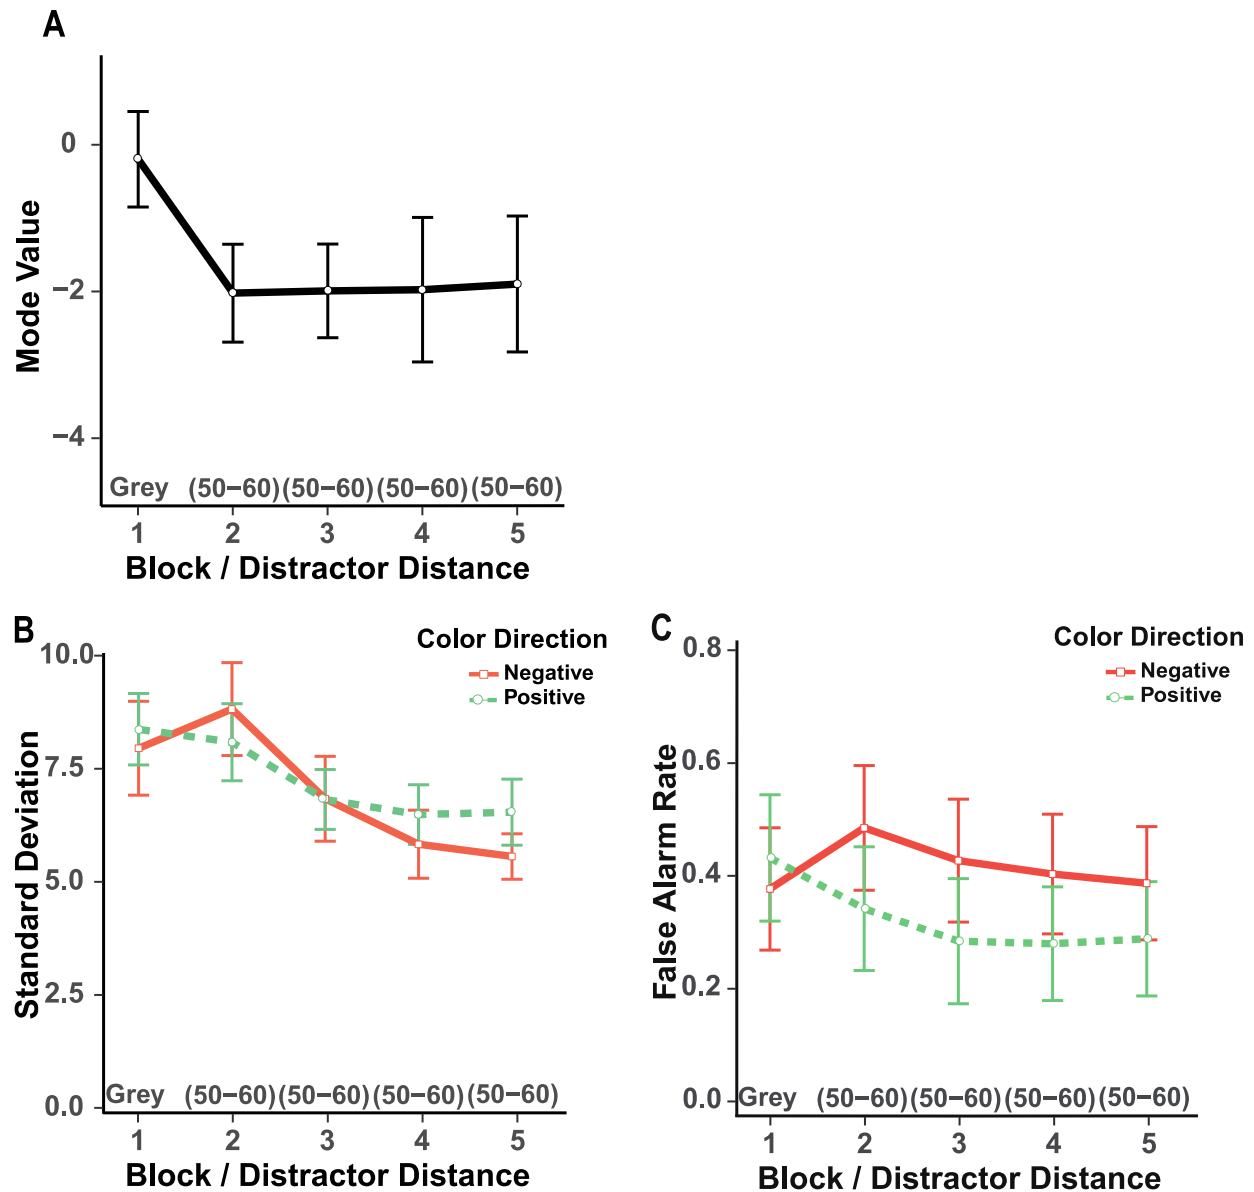 A
Mode Value
0
−2
−4
Grey (50−60) (50−60) (50−60) (50−60)
1 2 3 4 5
Block / Distractor Distance
B
Standard Deviation
10.0
7.5
5.0
2.5
0.0
Color Direction
Negative
Positive
Grey (50−60) (50−60) (50−60) (50−60)
1 2 3 4 5
Block / Distractor Distance
C
False Alarm Rate
0.8
0.6
0.4
0.2
0.0
Color Direction
Negative
Positive
Grey (50−60) (50−60) (50−60) (50−60)
1 2 3 4 5
Block / Distractor Distance